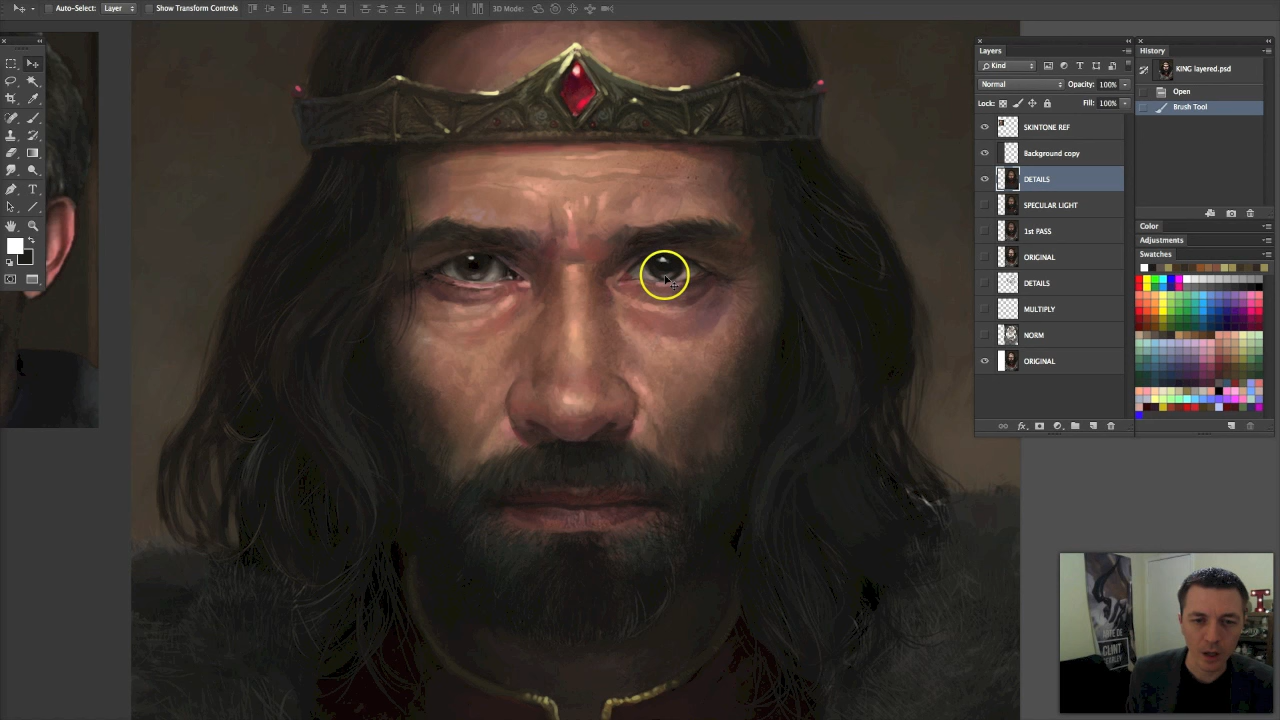 Auto-Select: Layer Show Transform Controls 3D Mode:
Layers
Kind
Normal Opacity: 100%
Lock: Fill: 100%
SKINTONE REF
Background copy
DETAILS
SPECULAR LIGHT
1st PASS
ORIGINAL
DETAILS
MULTIPLY
NORM
ORIGINAL
fx
History
KING layered.psd
Open
Brush Tool
Color
Adjustments
Swatches
CLINT